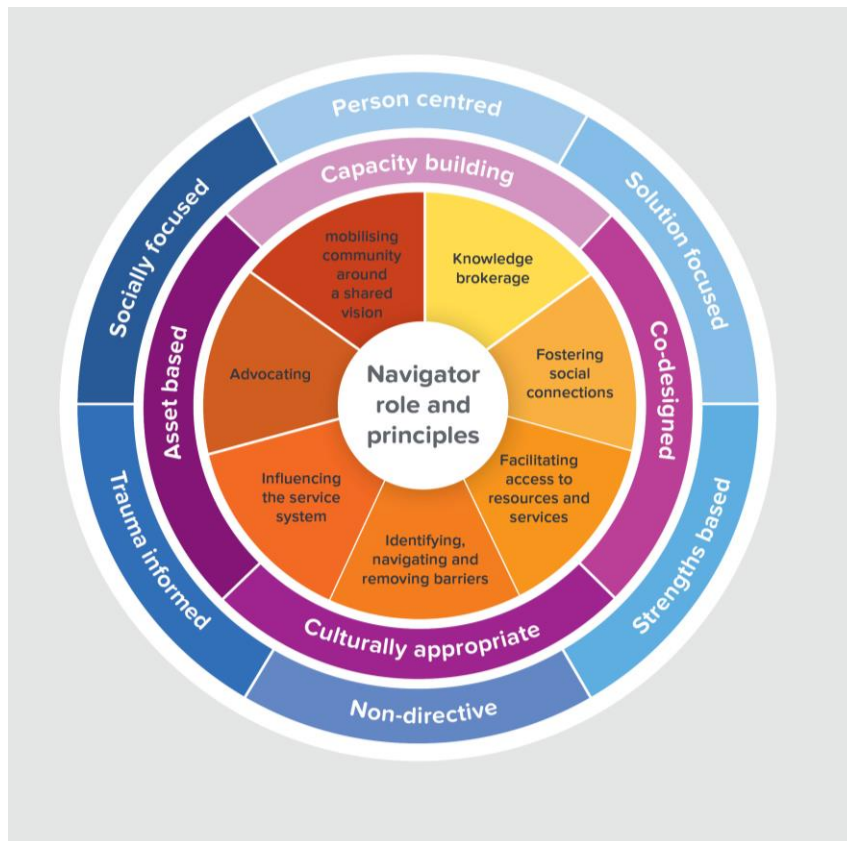 Person centred
Solution focused
Strengths based
Non-directive
Trauma informed
Socially focused
Capacity building
Co-designed
Culturally appropriate
Asset based
Knowledge
brokerage
Fostering
social
connections
Facilitating
access to
resources and
services
Identifying,
navigating and
removing barriers
Influencing
the service
system
Advocating
mobilising
community
around
a shared
vision
Navigator
role and
principles